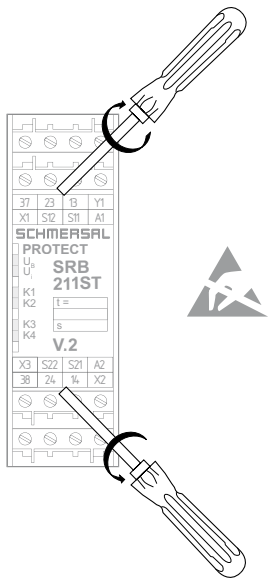 37 23 13 Y1
X1 S12 S11 A1
SCHMERSAL
PROTECT
UB
Ui
SRB
211ST
K1
K2
t =
K3
s
K4
V.2
X3 S22 S21 A2
38 24 14 X2